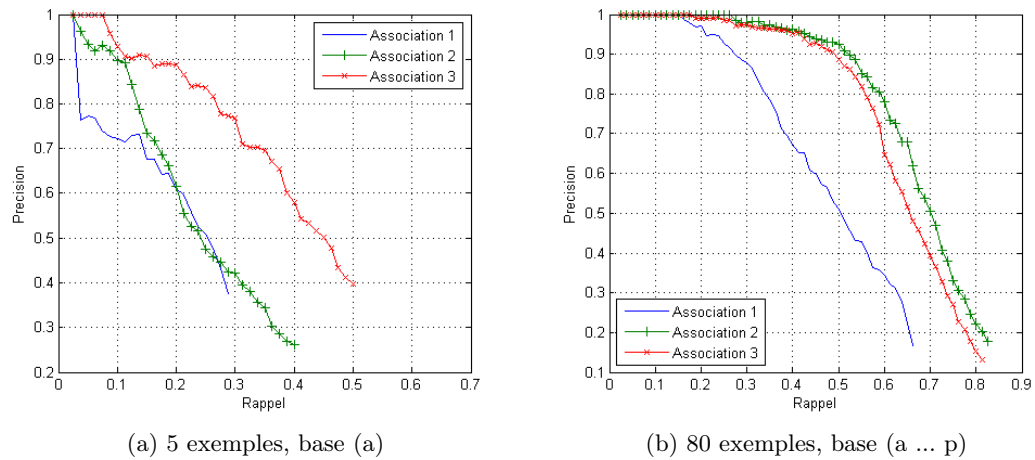 1
0.9
0.8
0.7
0.6
0.5
0.4
0.3
0.2
Precision
0 0.1 0.2 0.3 0.4 0.5 0.6 0.7
Rappel
Association 1
Association 2
Association 3
(a) 5 exemples, base (a)
1
0.9
0.8
0.7
0.6
0.5
0.4
0.3
0.2
0.1
Precision
0 0.1 0.2 0.3 0.4 0.5 0.6 0.7 0.8 0.9
Rappel
Association 1
Association 2
Association 3
(b) 80 exemples, base (a ... p)